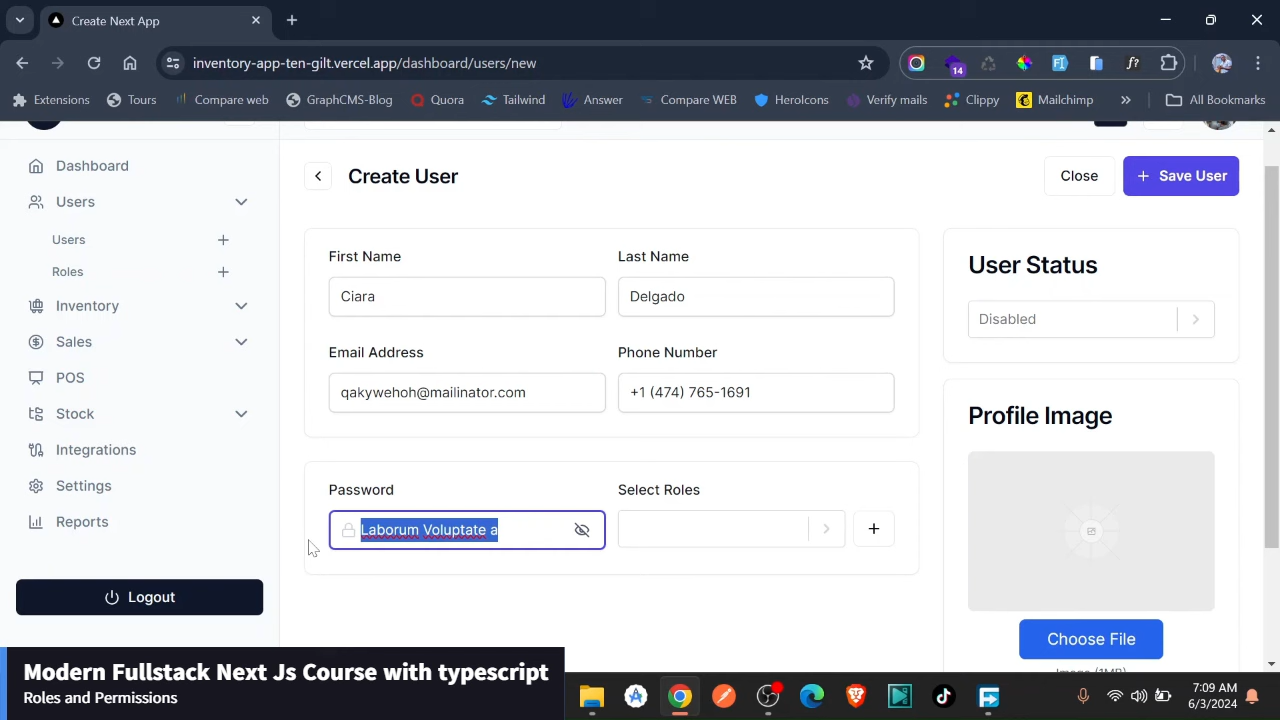 Create Next App
inventory-app-ten-gilt.vercel.app/dashboard/users/new
14
f?
Extensions
Tours
Compare web
GraphCMS-Blog
Quora
Tailwind
Answer
Compare WEB
HeroIcons
Verify mails
Clippy
Mailchimp
All Bookmarks
Dashboard
Users
Users
Roles
Inventory
Sales
POS
Stock
Integrations
Settings
Reports
Logout
Create User
Close
Save User
First Name
Last Name
Ciara
Delgado
Email Address
Phone Number
qakywehoh@mailinator.com
+1 (474) 765-1691
Password
Select Roles
Laborum Voluptate a
User Status
Disabled
Profile Image
Choose File
Modern Fullstack Next Js Course with typescript
Roles and Permissions
7:09 AM
6/3/2024